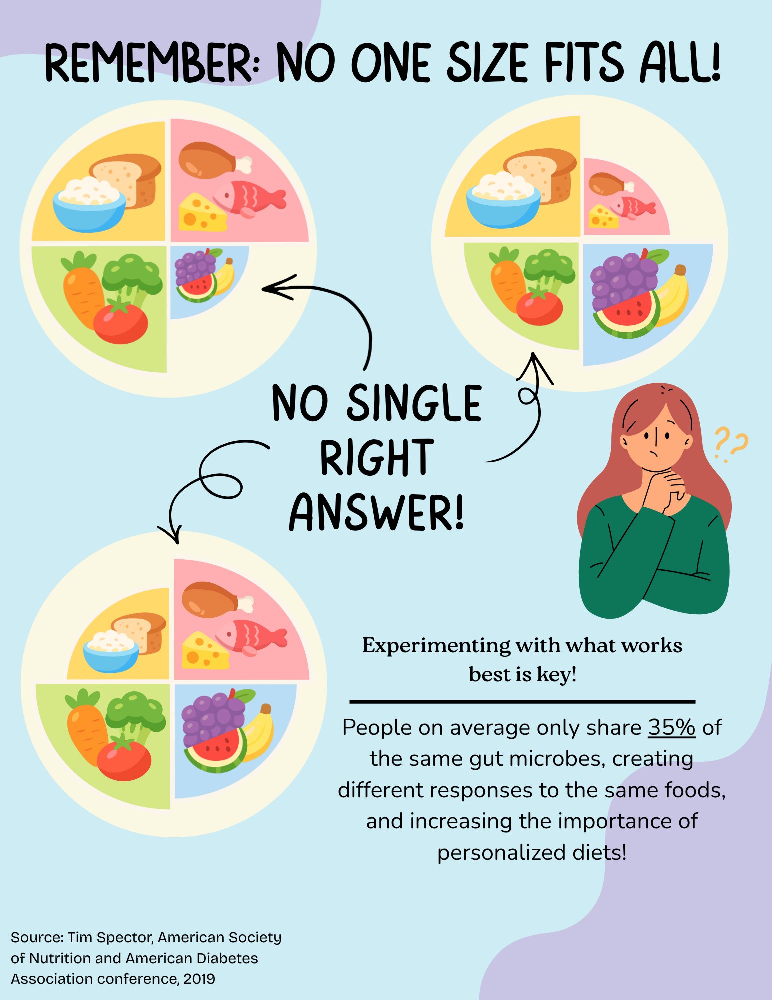 REMEMBER: NO ONE SIZE FITS ALL!
NO SINGLE
RIGHT
ANSWER!
??
Experimenting with what works
best is key!
People on average only share 35% of
the same gut microbes, creating
different responses to the same foods,
and increasing the importance of
personalized diets!
Source: Tim Spector, American Society
of Nutrition and American Diabetes
Association conference, 2019